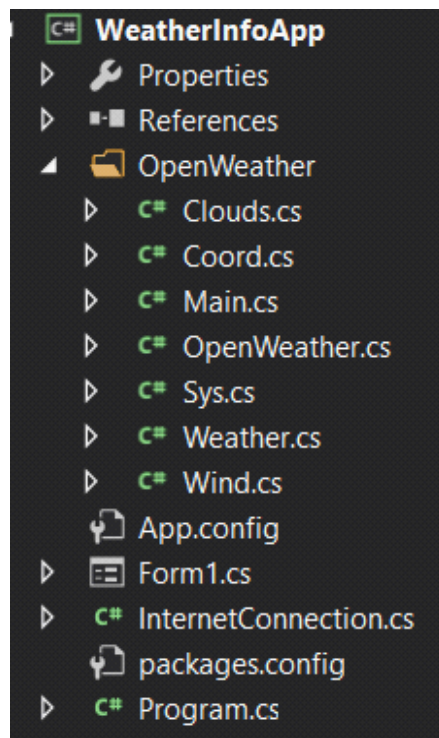 C# WeatherInfoApp
Properties
References
OpenWeather
C# Clouds.cs
C# Coord.cs
C# Main.cs
C# OpenWeather.cs
C# Sys.cs
C# Weather.cs
C# Wind.cs
App.config
Form1.cs
C# InternetConnection.cs
packages.config
C# Program.cs